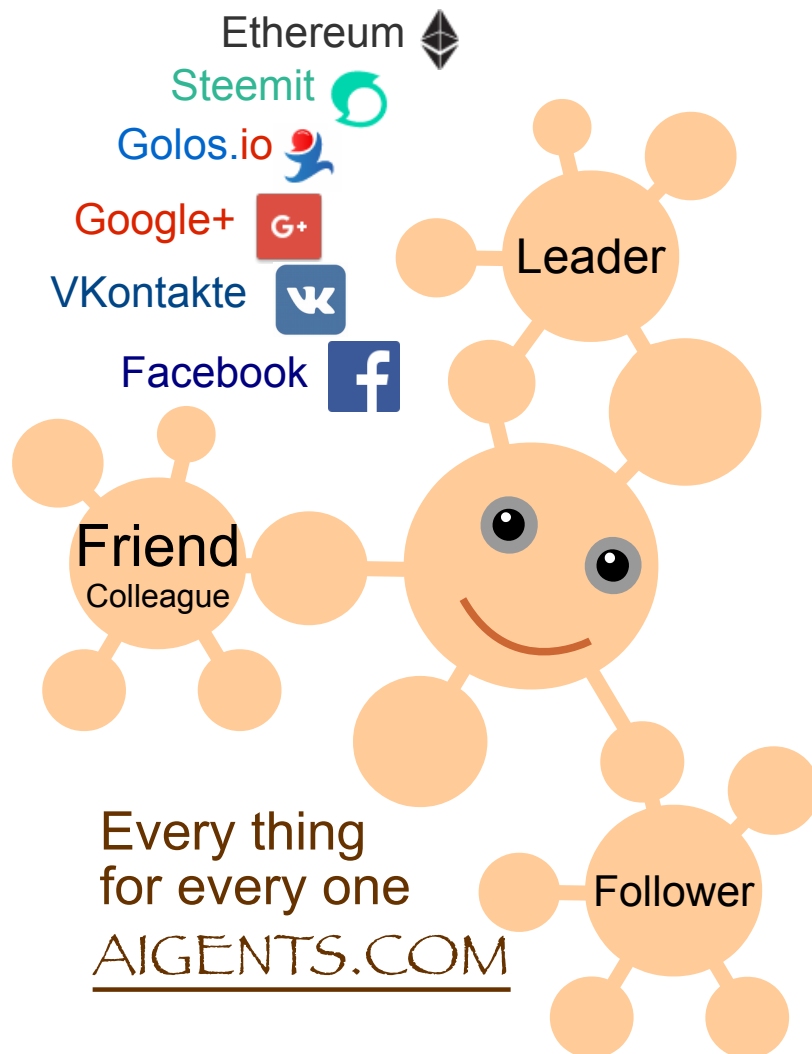 Ethereum
Steemit
Golos.io
Google+
G+
VKontakte
Facebook
f
Leader
Friend
Colleague
Follower
Every thing
for every one
AIGENTS.COM